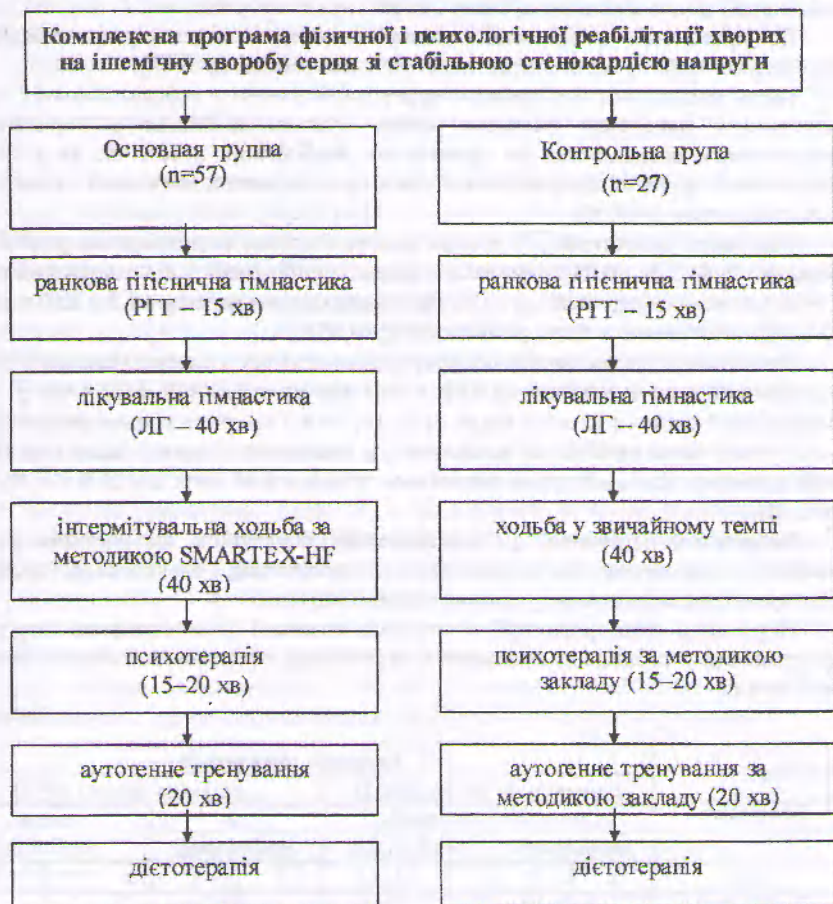 Комплексна програма фізичної і психологічної реабілітації хворих
на ішемічну хворобу серця зі стабільною стенокардією напруги
Основная группа
(n=57)
Контрольна група
(n=27)
ранкова гігієнична гімнастика
(РГГ – 15 хв)
ранкова гігієнична гімнастика
(РГГ – 15 хв)
лікувальна гімнастика
(ЛГ – 40 хв)
лікувальна гімнастика
(ЛГ – 40 хв)
інтермітувальна ходьба за
методикою SMARTEX-HF
(40 хв)
ходьба у звичайному темпі
(40 хв)
психотерапія
(15–20 хв)
психотерапія за методикою
закладу (15–20 хв)
аутогенне тренування
(20 хв)
аутогенне тренування за
методикою закладу (20 хв)
дієтотерапія
дієтотерапія